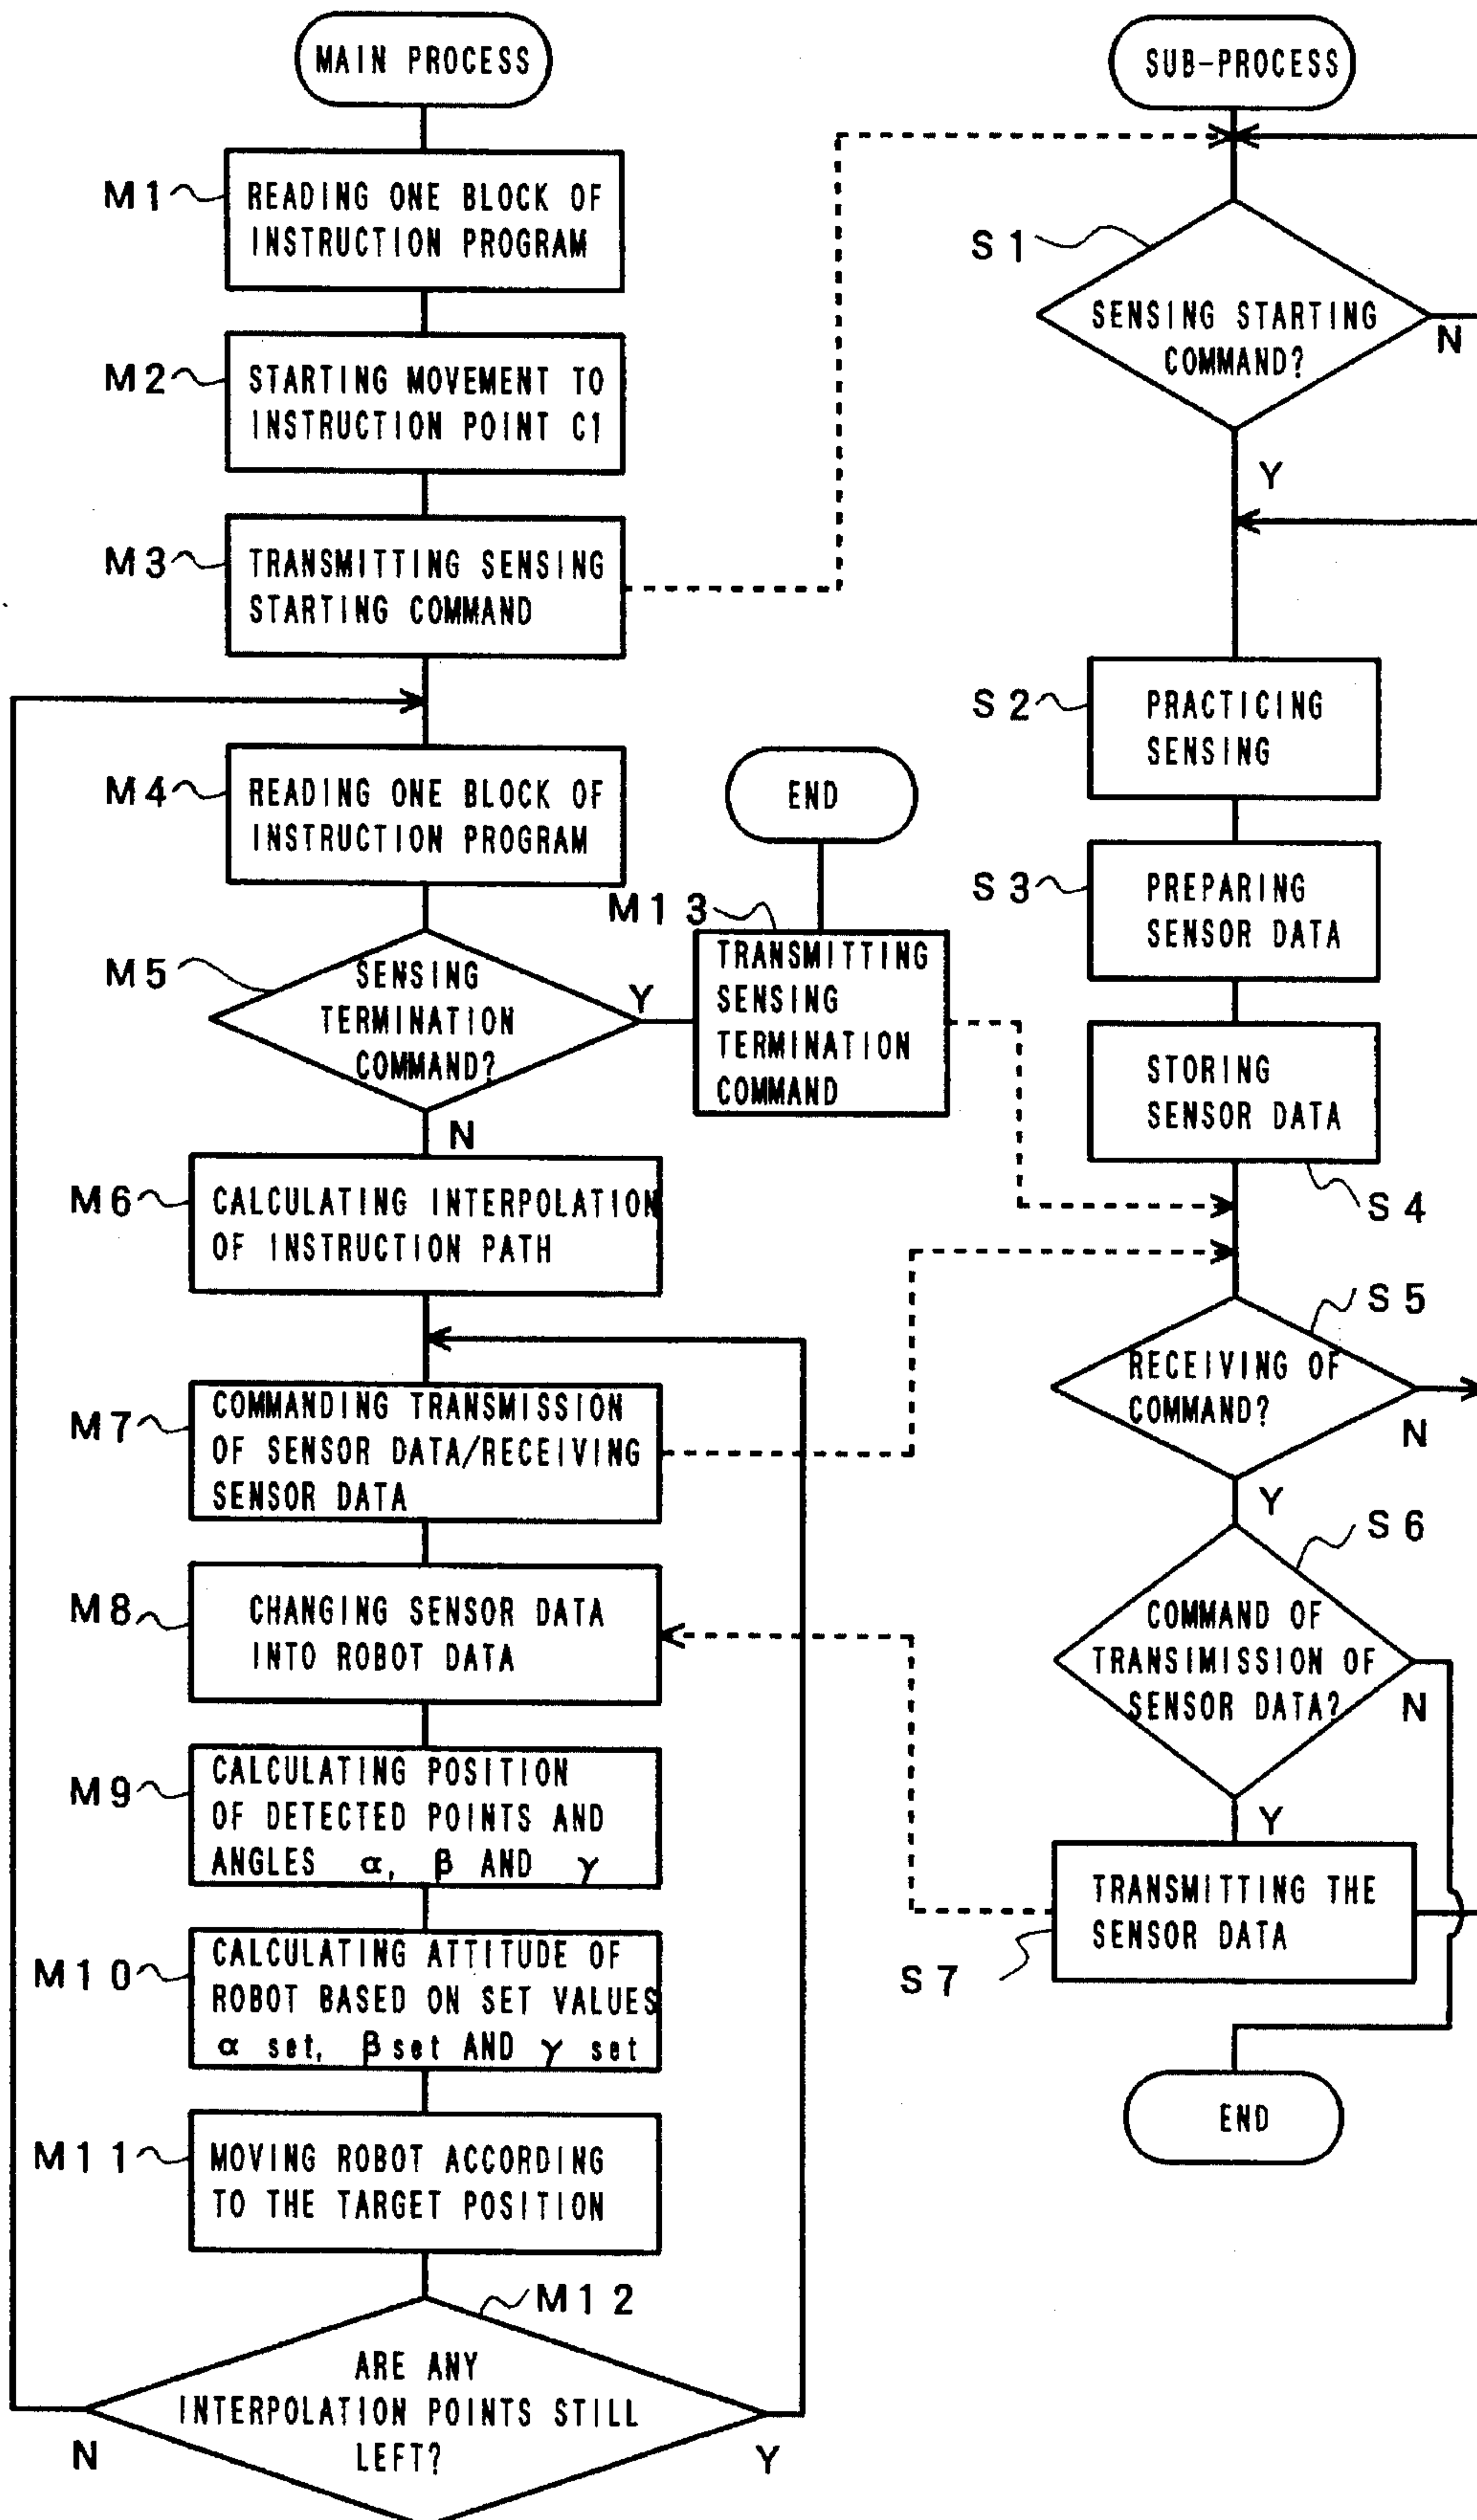 MAIN PROCESS
M1
READING ONE BLOCK OF
INSTRUCTION PROGRAM
M2
STARTING MOVEMENT TO
INSTRUCTION POINT C1
M3
TRANSMITTING SENSING
STARTING COMMAND
M4
READING ONE BLOCK OF
INSTRUCTION PROGRAM
M5
SENSING
TERMINATION
COMMAND?
Y
N
END
M13
TRANSMITTING
SENSING
TERMINATION
COMMAND
M6
CALCULATING INTERPOLATION
OF INSTRUCTION PATH
M7
COMMANDING TRANSMISSION
OF SENSOR DATA/RECEIVING
SENSOR DATA
M8
CHANGING SENSOR DATA
INTO ROBOT DATA
M9
CALCULATING POSITION
OF DETECTED POINTS AND
ANGLES α, β AND γ
M10
CALCULATING ATTITUDE OF
ROBOT BASED ON SET VALUES
α set, βset AND γ set
M11
MOVING ROBOT ACCORDING
TO THE TARGET POSITION
M12
ARE ANY
INTERPOLATION POINTS STILL
LEFT?
N
Y
SUB-PROCESS
S1
SENSING STARTING
COMMAND?
N
Y
S2
PRACTICING
SENSING
S3
PREPARING
SENSOR DATA
STORING
SENSOR DATA
S4
S5
RECEIVING OF
COMMAND?
N
Y
S6
COMMAND OF
TRANSIMISSION OF
SENSOR DATA?
N
Y
TRANSMITTING THE
SENSOR DATA
S7
END